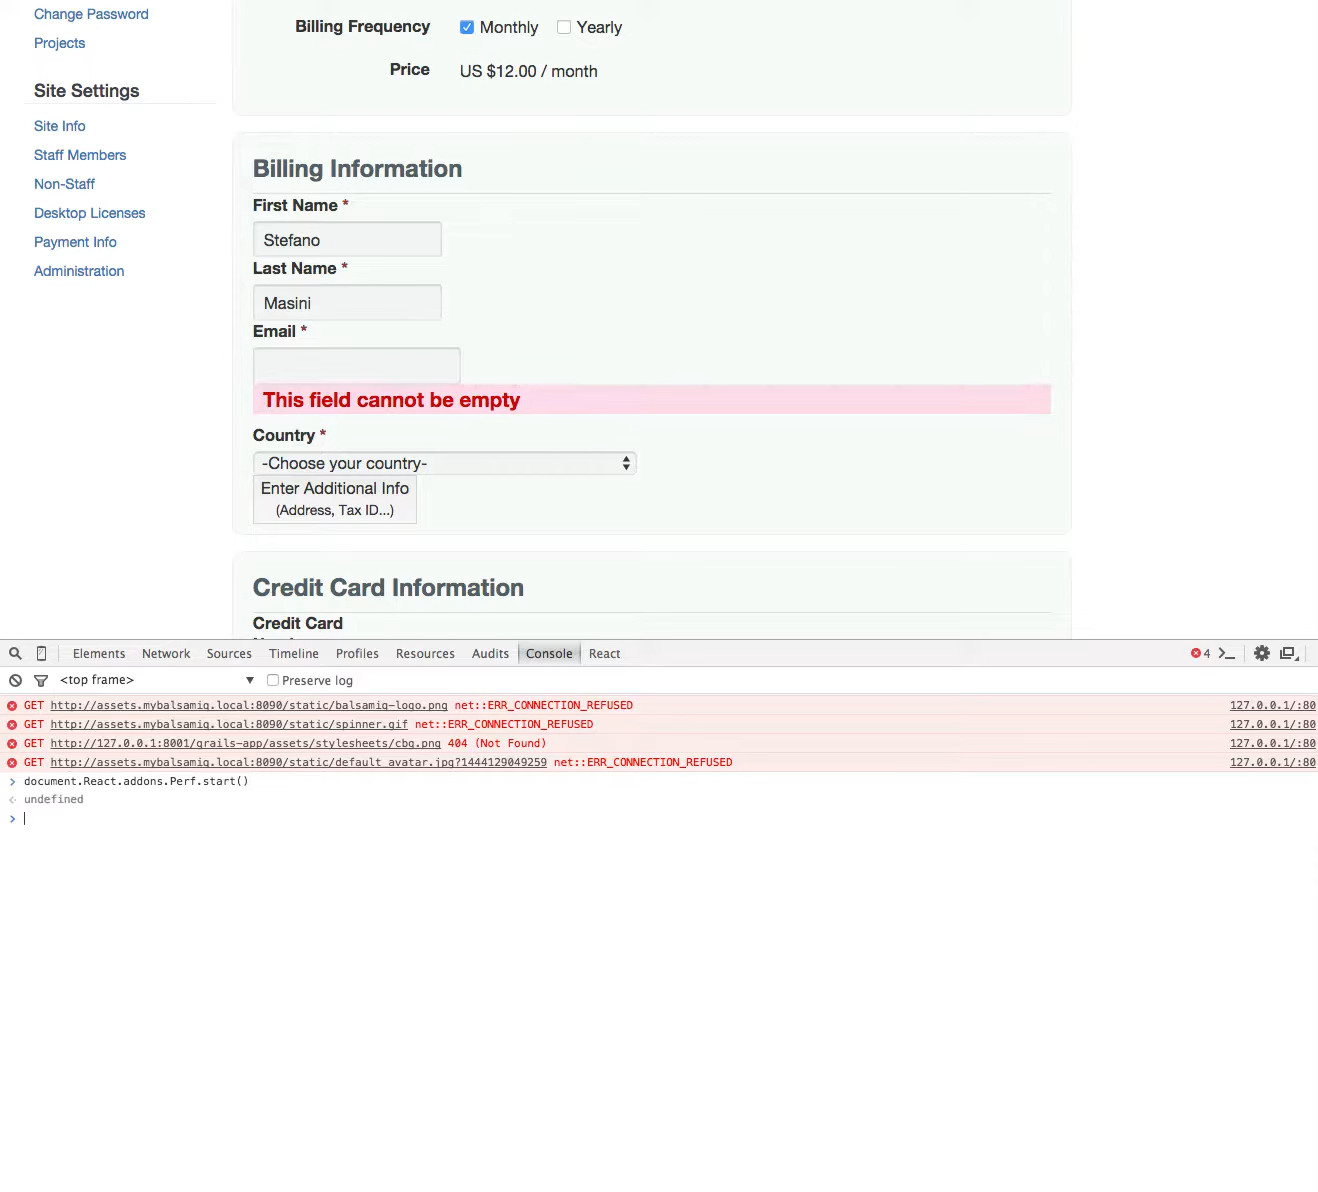 Change Password
Projects
Site Settings
Site Info
Staff Members
Non-Staff
Desktop Licenses
Payment Info
Administration
Billing Frequency Monthly Yearly
Price US $12.00 / month
Billing Information
First Name *
Stefano
Last Name *
Masini
Email *
This field cannot be empty
Country *
-Choose your country-
Enter Additional Info
(Address, Tax ID...)
Credit Card Information
Credit Card
Elements Network Sources Timeline Profiles Resources Audits Console React 4
<top frame> ▼ Preserve log
GET http://assets.mybalsamiq.local:8090/static/balsamiq-logo.png net::ERR_CONNECTION_REFUSED 127.0.0.1/:80
GET http://assets.mybalsamiq.local:8090/static/spinner.gif net::ERR_CONNECTION_REFUSED 127.0.0.1/:80
GET http://127.0.0.1:8001/grails-app/assets/stylesheets/cbg.png 404 (Not Found) 127.0.0.1/:80
GET http://assets.mybalsamiq.local:8090/static/default_avatar.jpg?1444129049259 net::ERR_CONNECTION_REFUSED 127.0.0.1/:80
> document.React.addons.Perf.start()
undefined
>